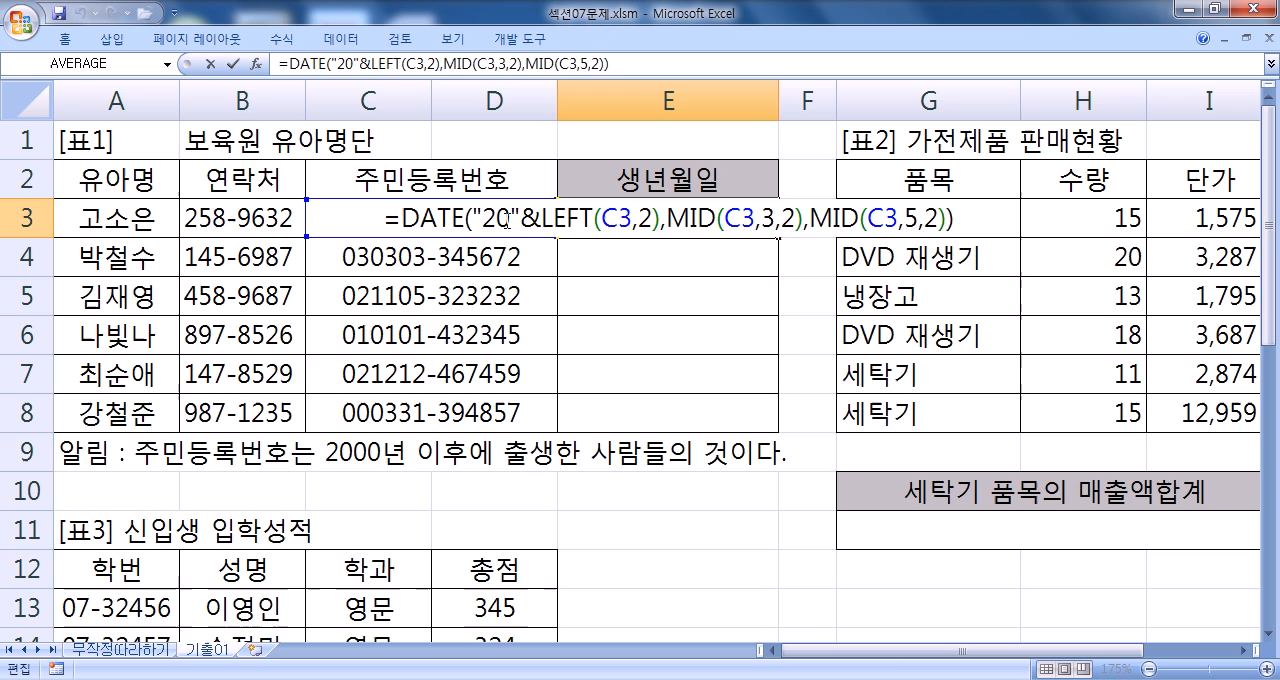 섹션07문제.xlsm - Microsoft Excel
홈 삽입 페이지 레이아웃 수식 데이터 검토 보기 개발 도구
AVERAGE =DATE("20"&LEFT(C3,2),MID(C3,3,2),MID(C3,5,2))
A B C D E F G H I
1 [표1] 보육원 유아명단 [표2] 가전제품 판매현황
2 유아명 연락처 주민등록번호 생년월일 품목 수량 단가
3 고소은 258-9632 =DATE("20"&LEFT(C3,2),MID(C3,3,2),MID(C3,5,2)) 15 1,575
4 박철수 145-6987 030303-345672 DVD 재생기 20 3,287
5 김재영 458-9687 021105-323232 냉장고 13 1,795
6 나빛나 897-8526 010101-432345 DVD 재생기 18 3,687
7 최순애 147-8529 021212-467459 세탁기 11 2,874
8 강철준 987-1235 000331-394857 세탁기 15 12,959
9 알림 : 주민등록번호는 2000년 이후에 출생한 사람들의 것이다.
10 세탁기 품목의 매출액합계
11 [표3] 신입생 입학성적
12 학번 성명 학과 총점
13 07-32456 이영인 영문 345
무작정따라하기 기출01
편집 175%